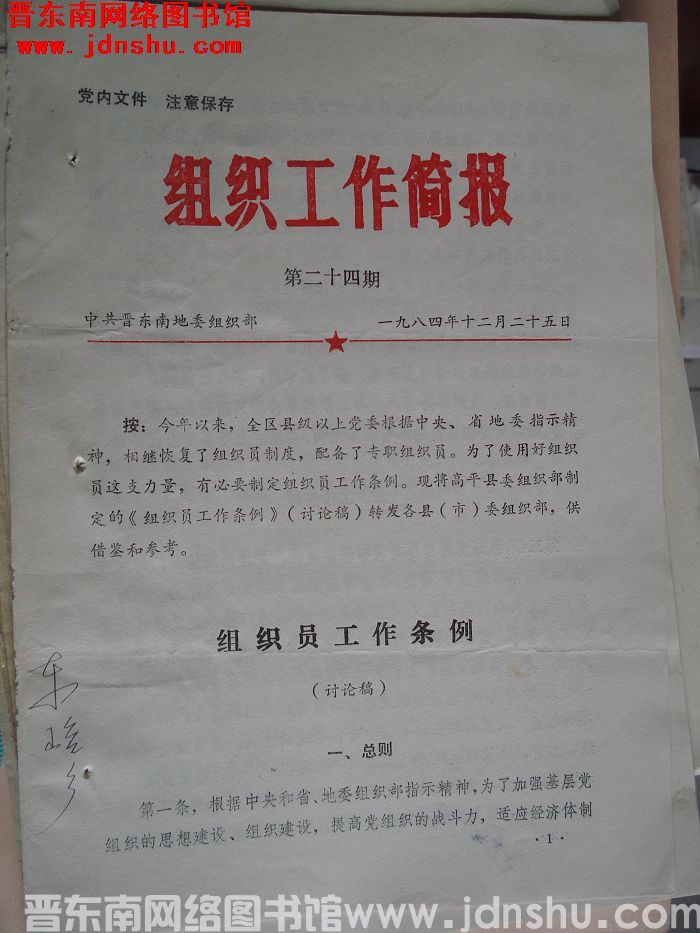 晋东南网络图书馆
www.jdnshu.com
党内文件 注意保存
组织工作简报
第二十四期
中共晋东南地委组织部 一九八四年十二月二十五日
按：今年以来，全区县级以上党委根据中央、省地委指示精
神，相继恢复了组织员制度，配备了专职组织员。为了使用好组织
员这支力量，有必要制定组织员工作条例。现将高平县委组织部制
定的《组织员工作条例》（讨论稿）转发各县（市）委组织部，供
借鉴和参考。
组织员工作条例
（讨论稿）
一、总则
第一条，根据中央和省、地委组织部指示精神，为了加强基层党
组织的思想建设、组织建设，提高党组织的战斗力，适应经济体制
·1·
晋东南网络图书馆www.jdnshu.com